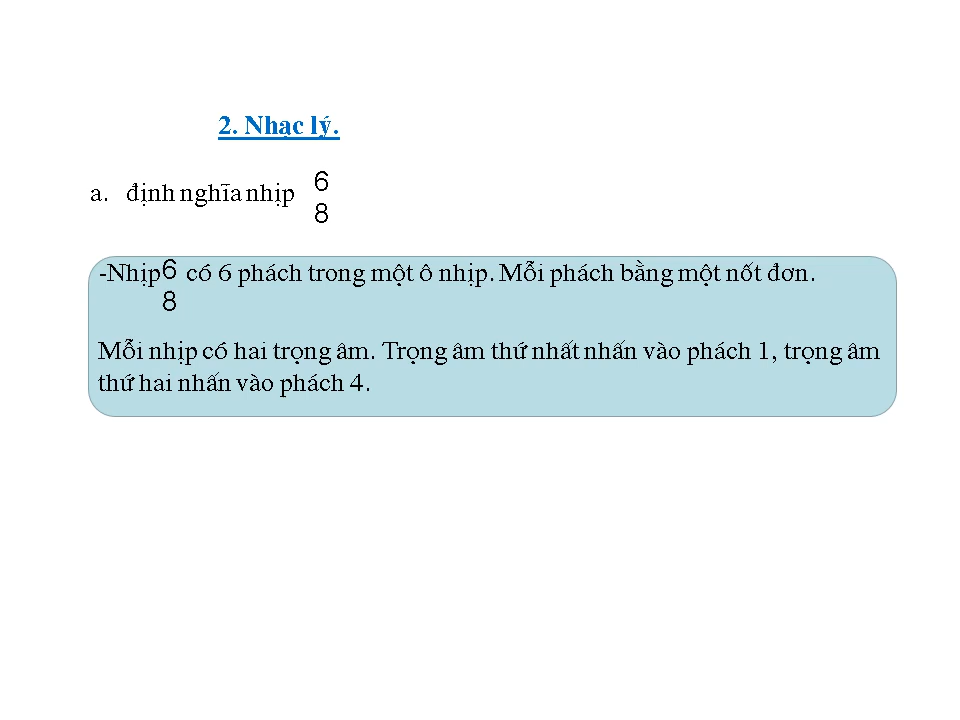 2. Nhạc lý.
a. định nghĩa nhịp 6
8
-Nhịp 6 có 6 phách trong một ô nhịp. Mỗi phách bằng một nốt đơn.
8
Mỗi nhịp có hai trọng âm. Trọng âm thứ nhất nhấn vào phách 1, trọng âm
thứ hai nhấn vào phách 4.